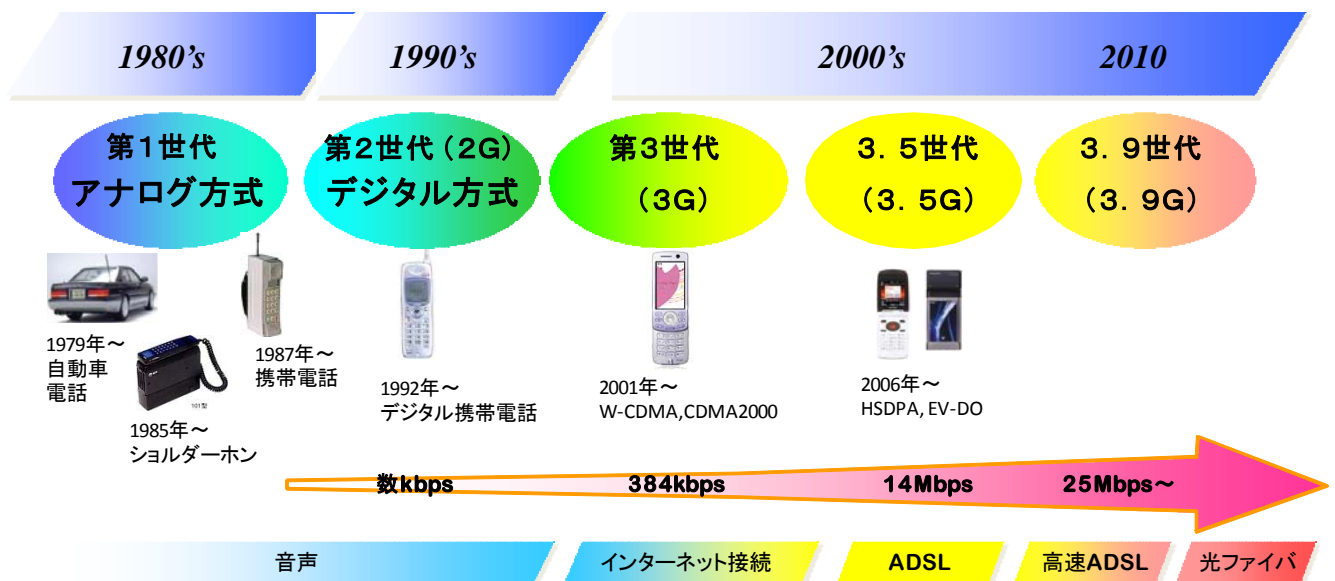 1980's
1990's
2000's
2010
第1世代
アナログ方式
第2世代(2G)
デジタル方式
第3世代
(3G)
3.5世代
(3.5G)
3.9世代
(3.9G)
1979年～
自動車
電話
101型
1985年～
ショルダーホン
1987年～
携帯電話
1992年～
デジタル携帯電話
2001年～
W-CDMA,CDMA2000
2006年～
HSDPA, EV-DO
数kbps
384kbps
14Mbps
25Mbps～
音声
インターネット接続
ADSL
高速ADSL
光ファイバ